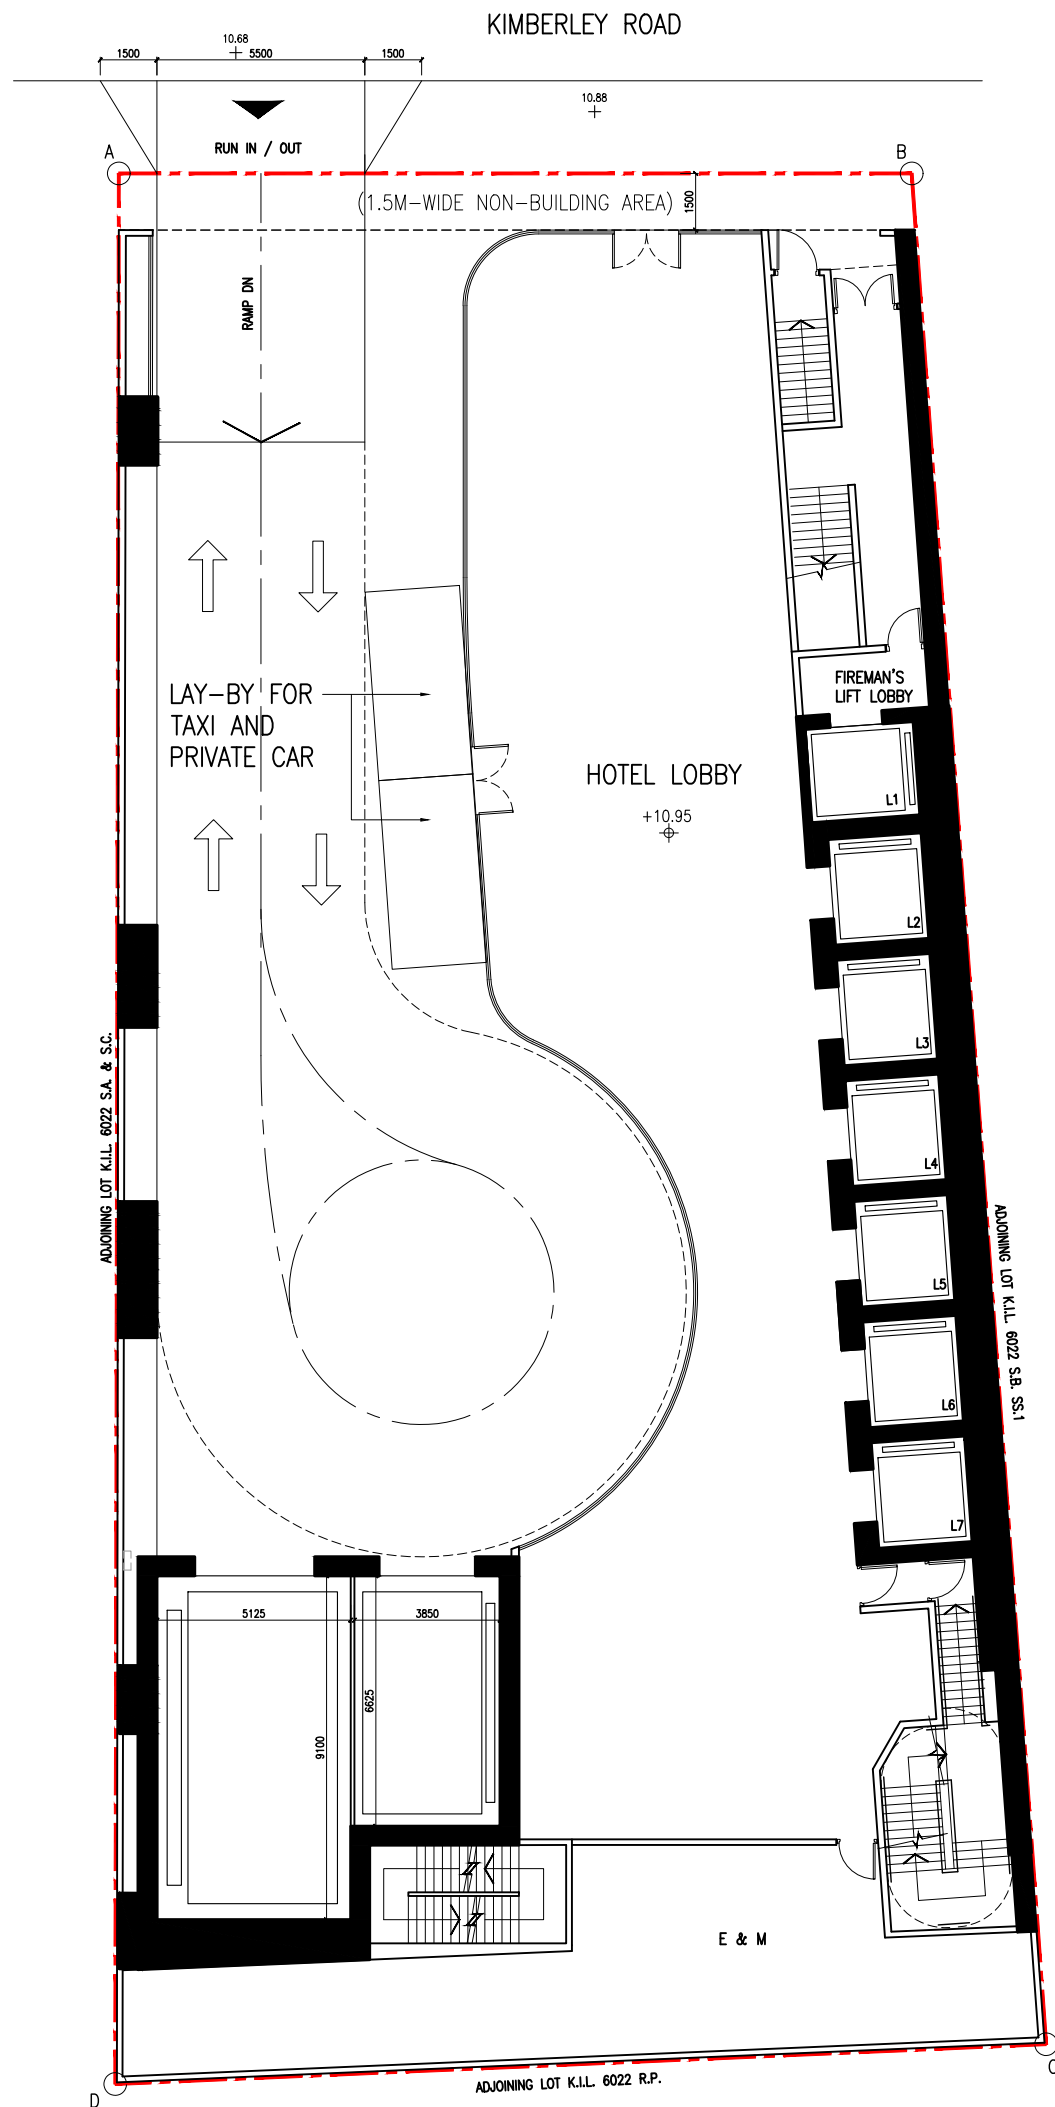 KIMBERLEY ROAD
10.68
1500
5500
1500
10.88
RUN IN / OUT
A
B
(1.5M-WIDE NON-BUILDING AREA)
1500
RAMP DN
FIREMAN'S
LIFT LOBBY
LAY-BY FOR
TAXI AND
PRIVATE CAR
HOTEL LOBBY
+10.95
L1
L2
L3
L4
L5
L6
L7
ADJOINING LOT K.I.L. 6022 S.A. & S.C.
ADJOINING LOT K.I.L. 6022 S.B. SS.1
5125
3850
6625
9100
E & M
C
D
ADJOINING LOT K.I.L. 6022 R.P.